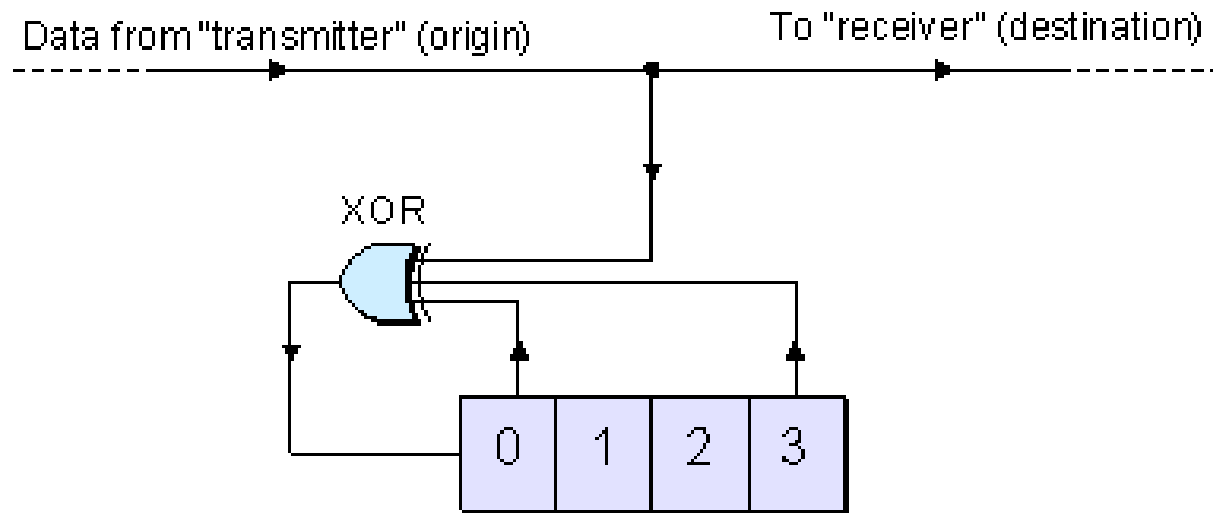 Data from "transmitter" (origin)
To "receiver" (destination)
XOR
0 1 2 3